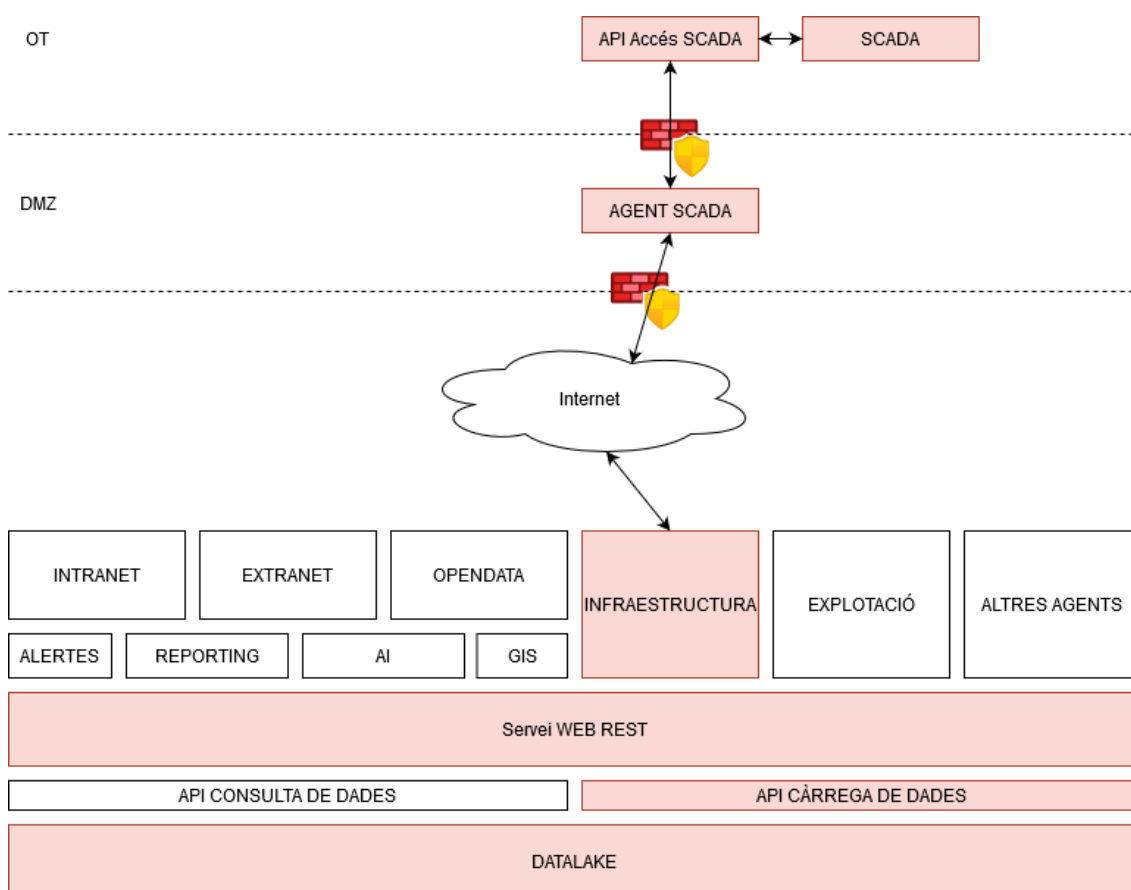 OT
API Accés SCADA
SCADA
DMZ
AGENT SCADA
Internet
INTRANET
EXTRANET
OPENDATA
INFRAESTRUCTURA
EXPLOTACIÓ
ALTRES AGENTS
ALERTES
REPORTING
AI
GIS
Servei WEB REST
API CONSULTA DE DADES
API CÀRREGA DE DADES
DATALAKE